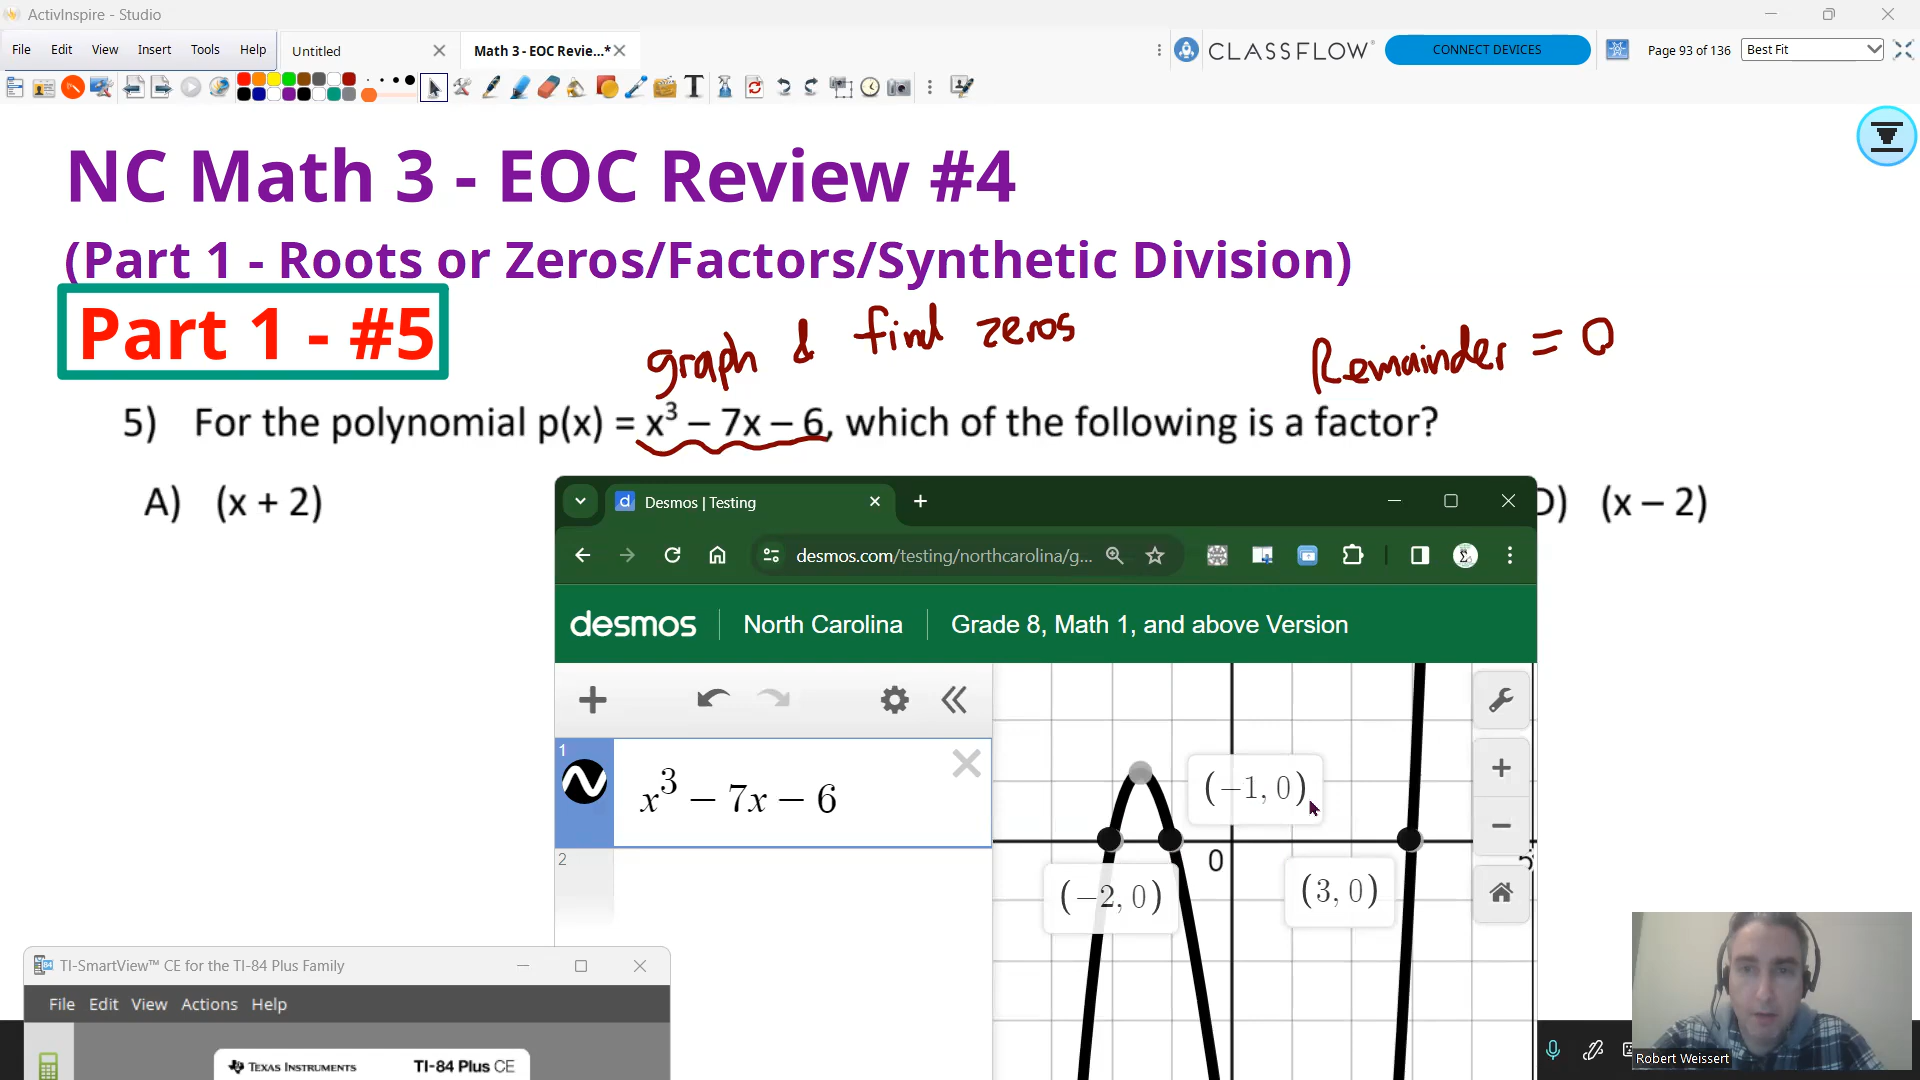 ActivInspire - Studio
File Edit View Insert Tools Help
Untitled
Math 3 - EOC Revie...*
CLASSFLOW
CONNECT DEVICES
Page 93 of 136
Best Fit
NC Math 3 - EOC Review #4
(Part 1 - Roots or Zeros/Factors/Synthetic Division)
Part 1 - #5
graph & find zeros
Remainder = 0
5) For the polynomial p(x) = x³ – 7x – 6, which of the following is a factor?
A) (x + 2)
D) (x – 2)
Desmos | Testing
desmos.com/testing/northcarolina/g...
desmos North Carolina Grade 8, Math 1, and above Version
1
x³ − 7x − 6
2
(−1, 0)
0
5
(−2, 0)
(3, 0)
TI-SmartView™ CE for the TI-84 Plus Family
File Edit View Actions Help
TEXAS INSTRUMENTS TI-84 Plus CE
Robert Weissert